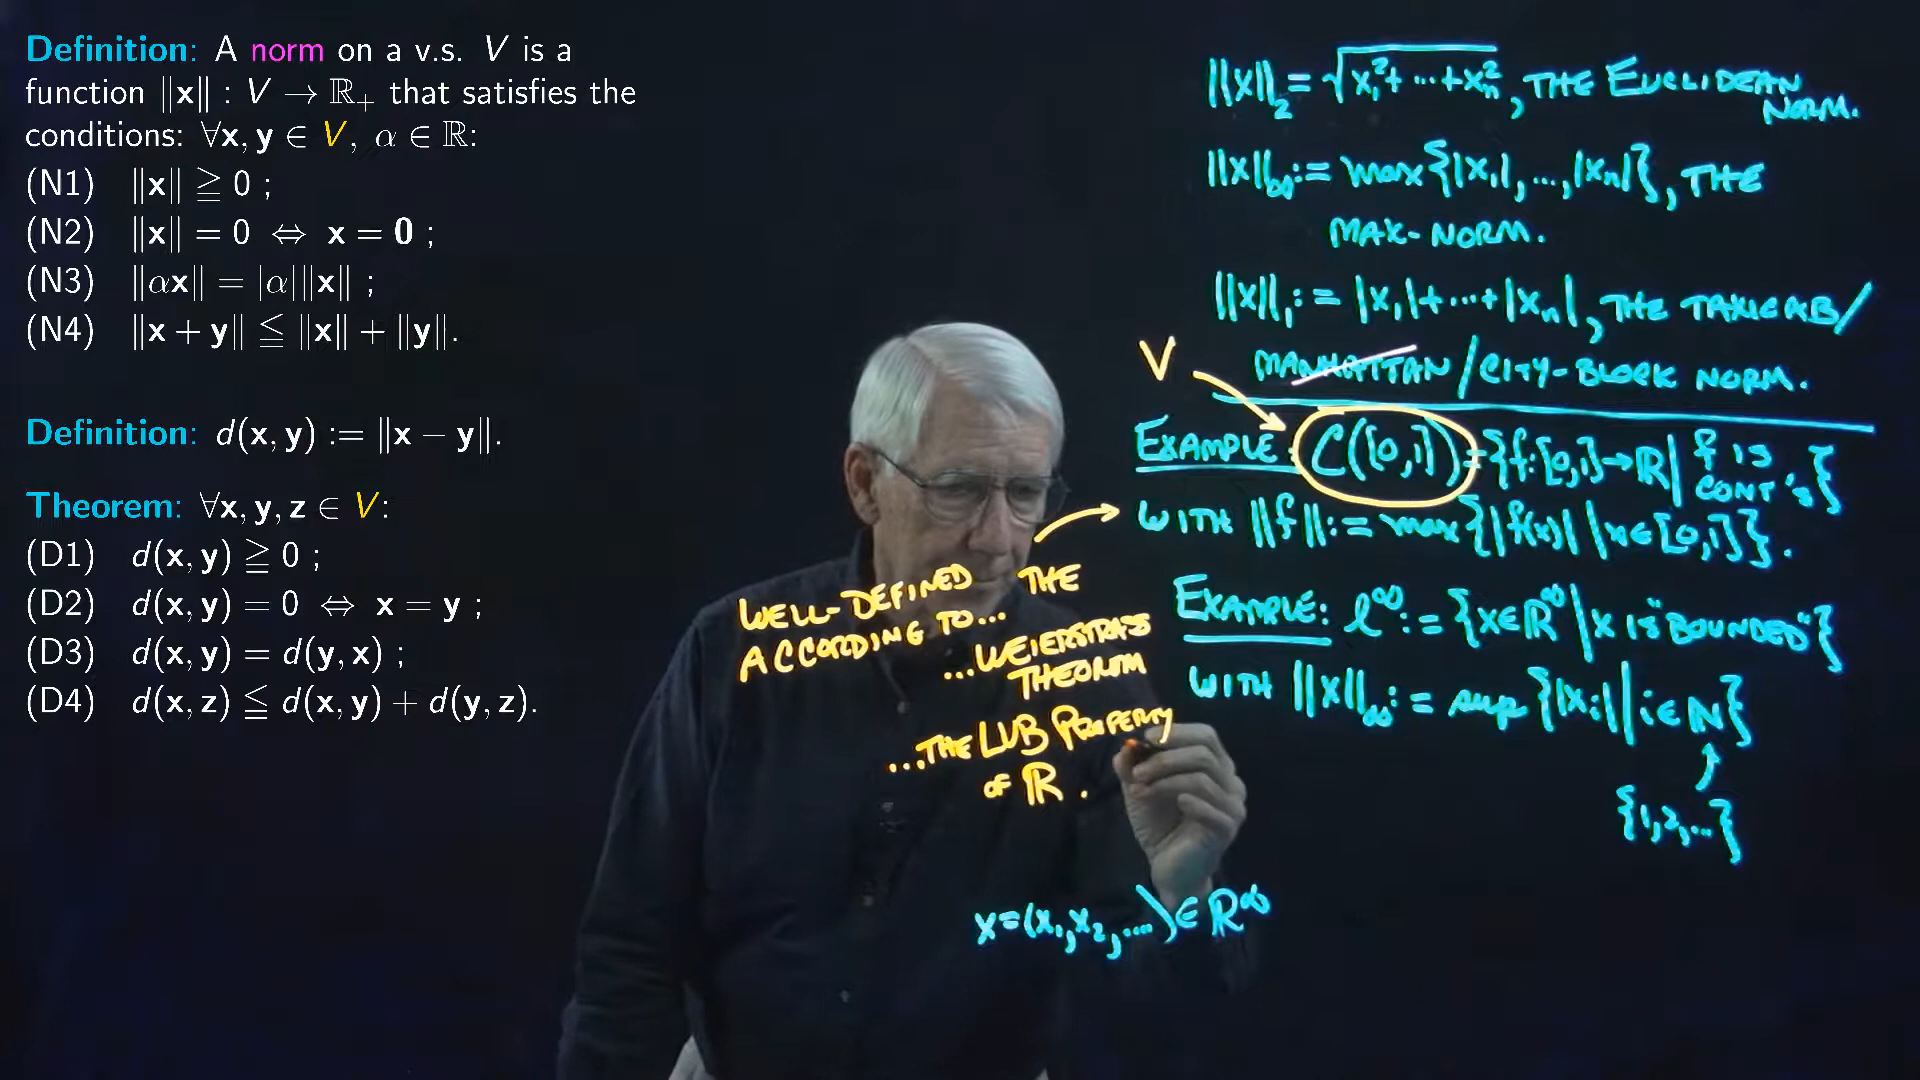 Definition: A norm on a v.s. V is a
function ‖x‖ : V → ℝ₊ that satisfies the
conditions: ∀x, y ∈ V, α ∈ ℝ:
(N1) ‖x‖ ≧ 0 ;
(N2) ‖x‖ = 0 ⇔ x = 0 ;
(N3) ‖αx‖ = |α|‖x‖ ;
(N4) ‖x + y‖ ≦ ‖x‖ + ‖y‖.
Definition: d(x, y) := ‖x − y‖.
Theorem: ∀x, y, z ∈ V:
(D1) d(x, y) ≧ 0 ;
(D2) d(x, y) = 0 ⇔ x = y ;
(D3) d(x, y) = d(y, x) ;
(D4) d(x, z) ≦ d(x, y) + d(y, z).
‖x‖₂ = √(x₁² + ⋯ + xₙ²), THE EUCLIDEAN
NORM.
‖x‖∞ := max{|x₁|, ..., |xₙ|}, THE
MAX-NORM.
‖x‖₁ := |x₁| + ⋯ + |xₙ|, THE TAXICAB/
MANHATTAN/CITY-BLOCK NORM.
V
EXAMPLE: C([0,1]) = {f:[0,1]→ℝ | f IS
CONT'S}
WITH ‖f‖ := max{|f(x)| | x∈[0,1]}.
WELL-DEFINED
ACCORDING TO... THE
...WEIERSTRASS
THEOREM
...THE LUB PROPERTY
OF ℝ.
EXAMPLE: ℓ^∞ := {x∈ℝ^∞ | x IS "BOUNDED"}
WITH ‖x‖∞ := sup{|xᵢ| | i∈ℕ}
{1,2,...}
x=(x₁,x₂,....)∈ℝ^∞